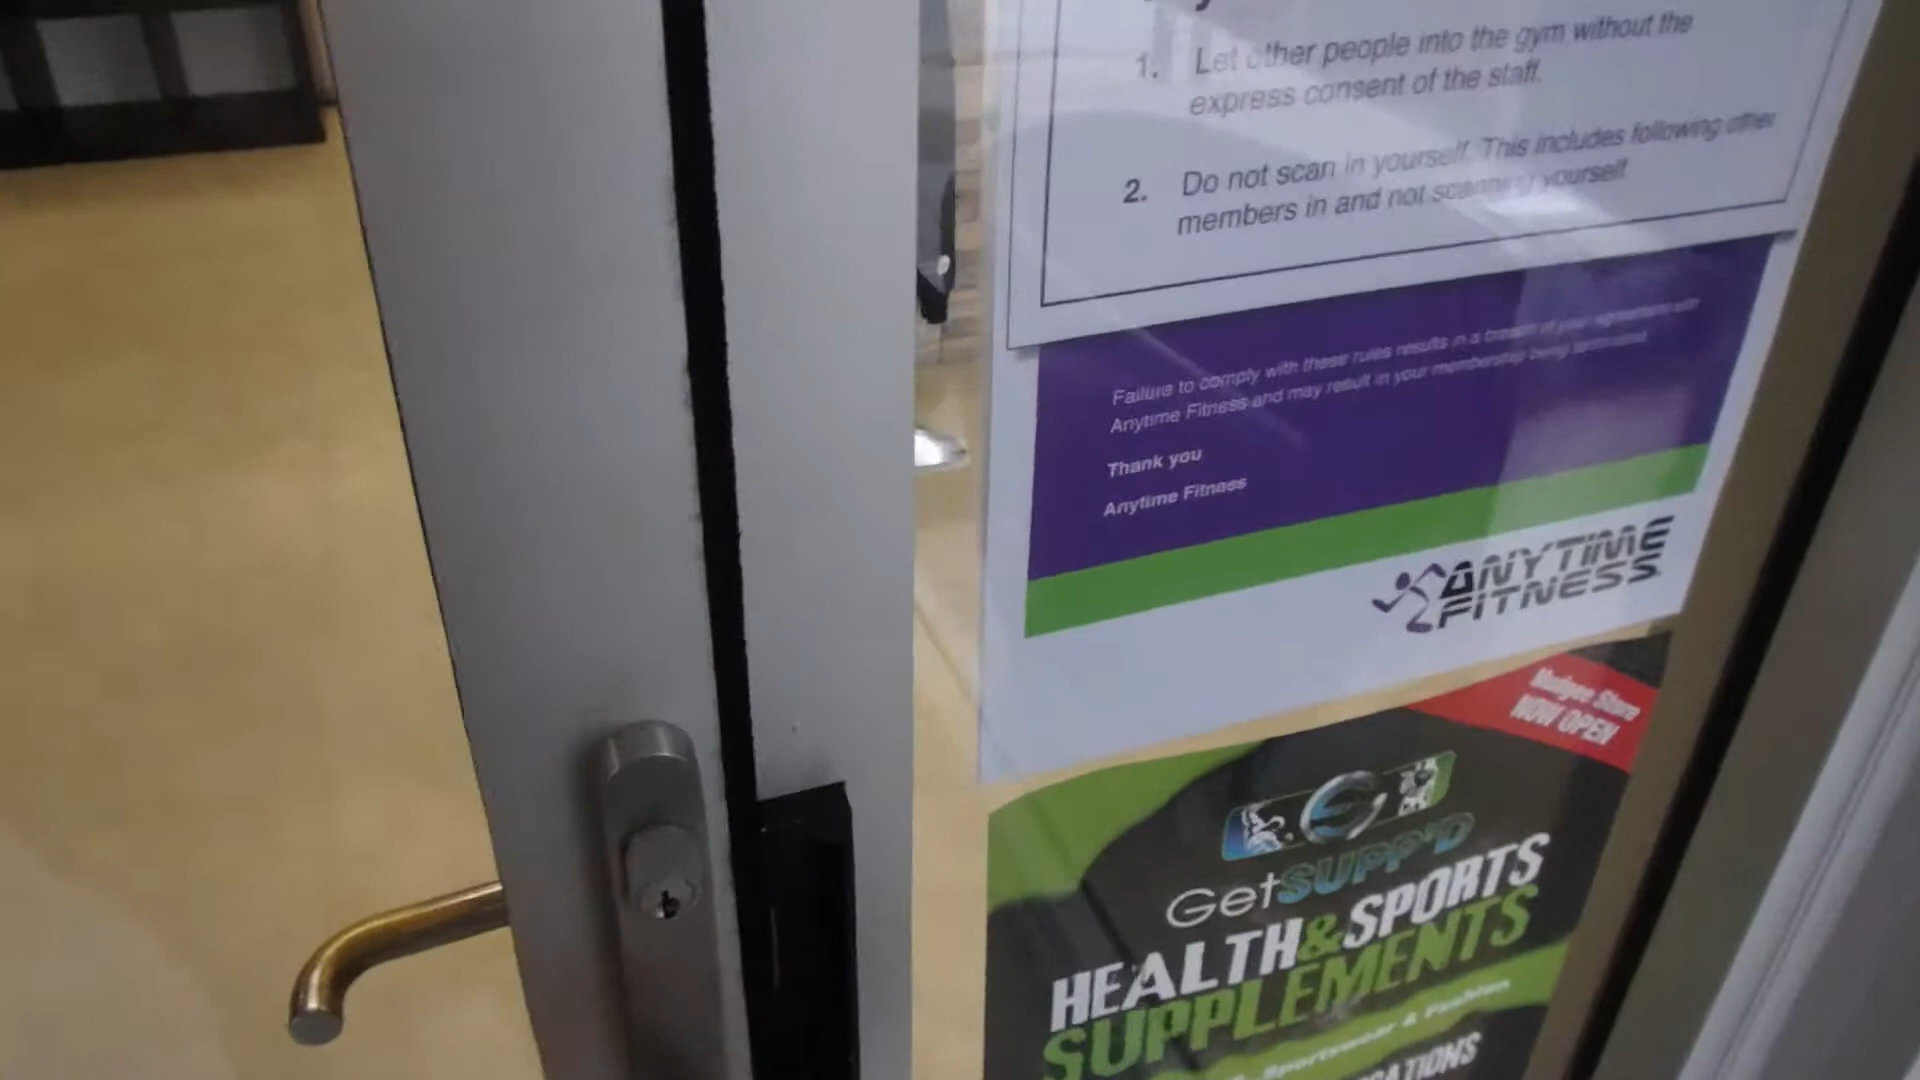 1. Let other people into the gym without the
express consent of the staff.
2. Do not scan in yourself. This includes following other
members in and not scanning yourself
Failure to comply with these rules results in a breach of your agreement with
Anytime Fitness and may result in your membership being terminated
Thank you
Anytime Fitness
ANYTIME
FITNESS
Store
NOW OPEN
GetSUPP'D
HEALTH&SPORTS
SUPPLEMENTS
Sportswear & Fashion